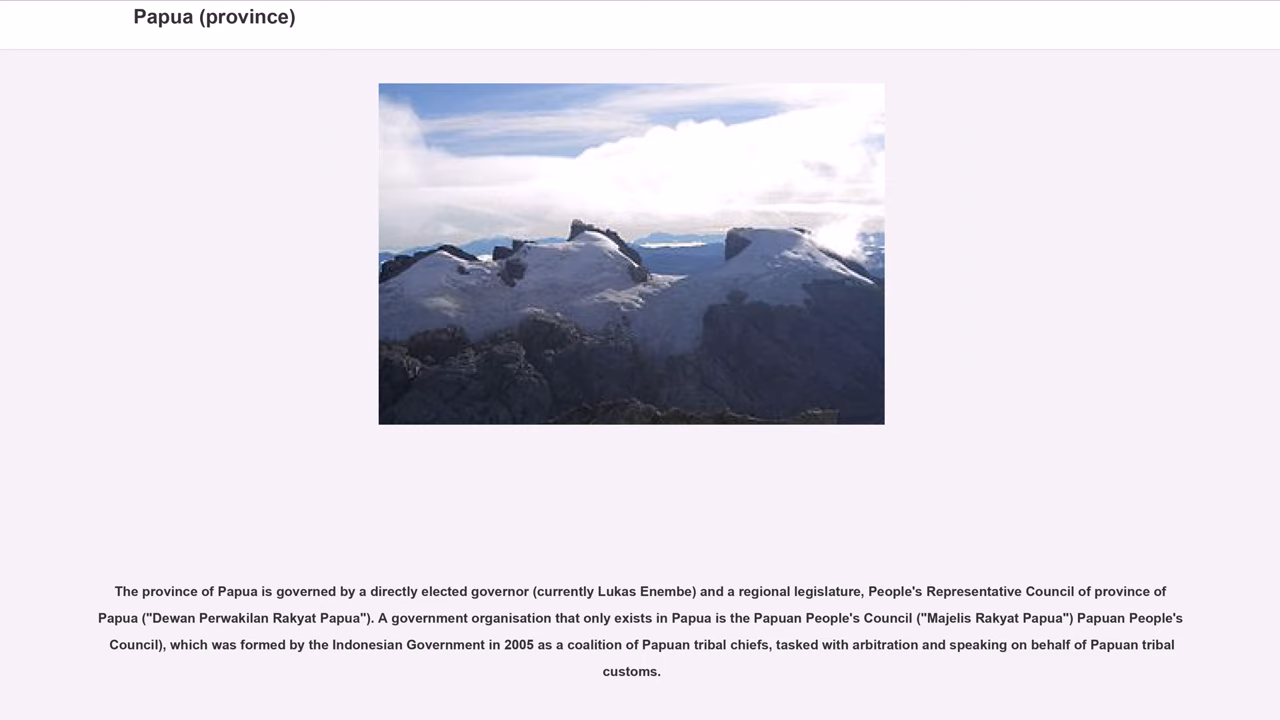 Papua (province)
The province of Papua is governed by a directly elected governor (currently Lukas Enembe) and a regional legislature, People's Representative Council of province of
Papua ("Dewan Perwakilan Rakyat Papua"). A government organisation that only exists in Papua is the Papuan People's Council ("Majelis Rakyat Papua") Papuan People's
Council), which was formed by the Indonesian Government in 2005 as a coalition of Papuan tribal chiefs, tasked with arbitration and speaking on behalf of Papuan tribal
customs.